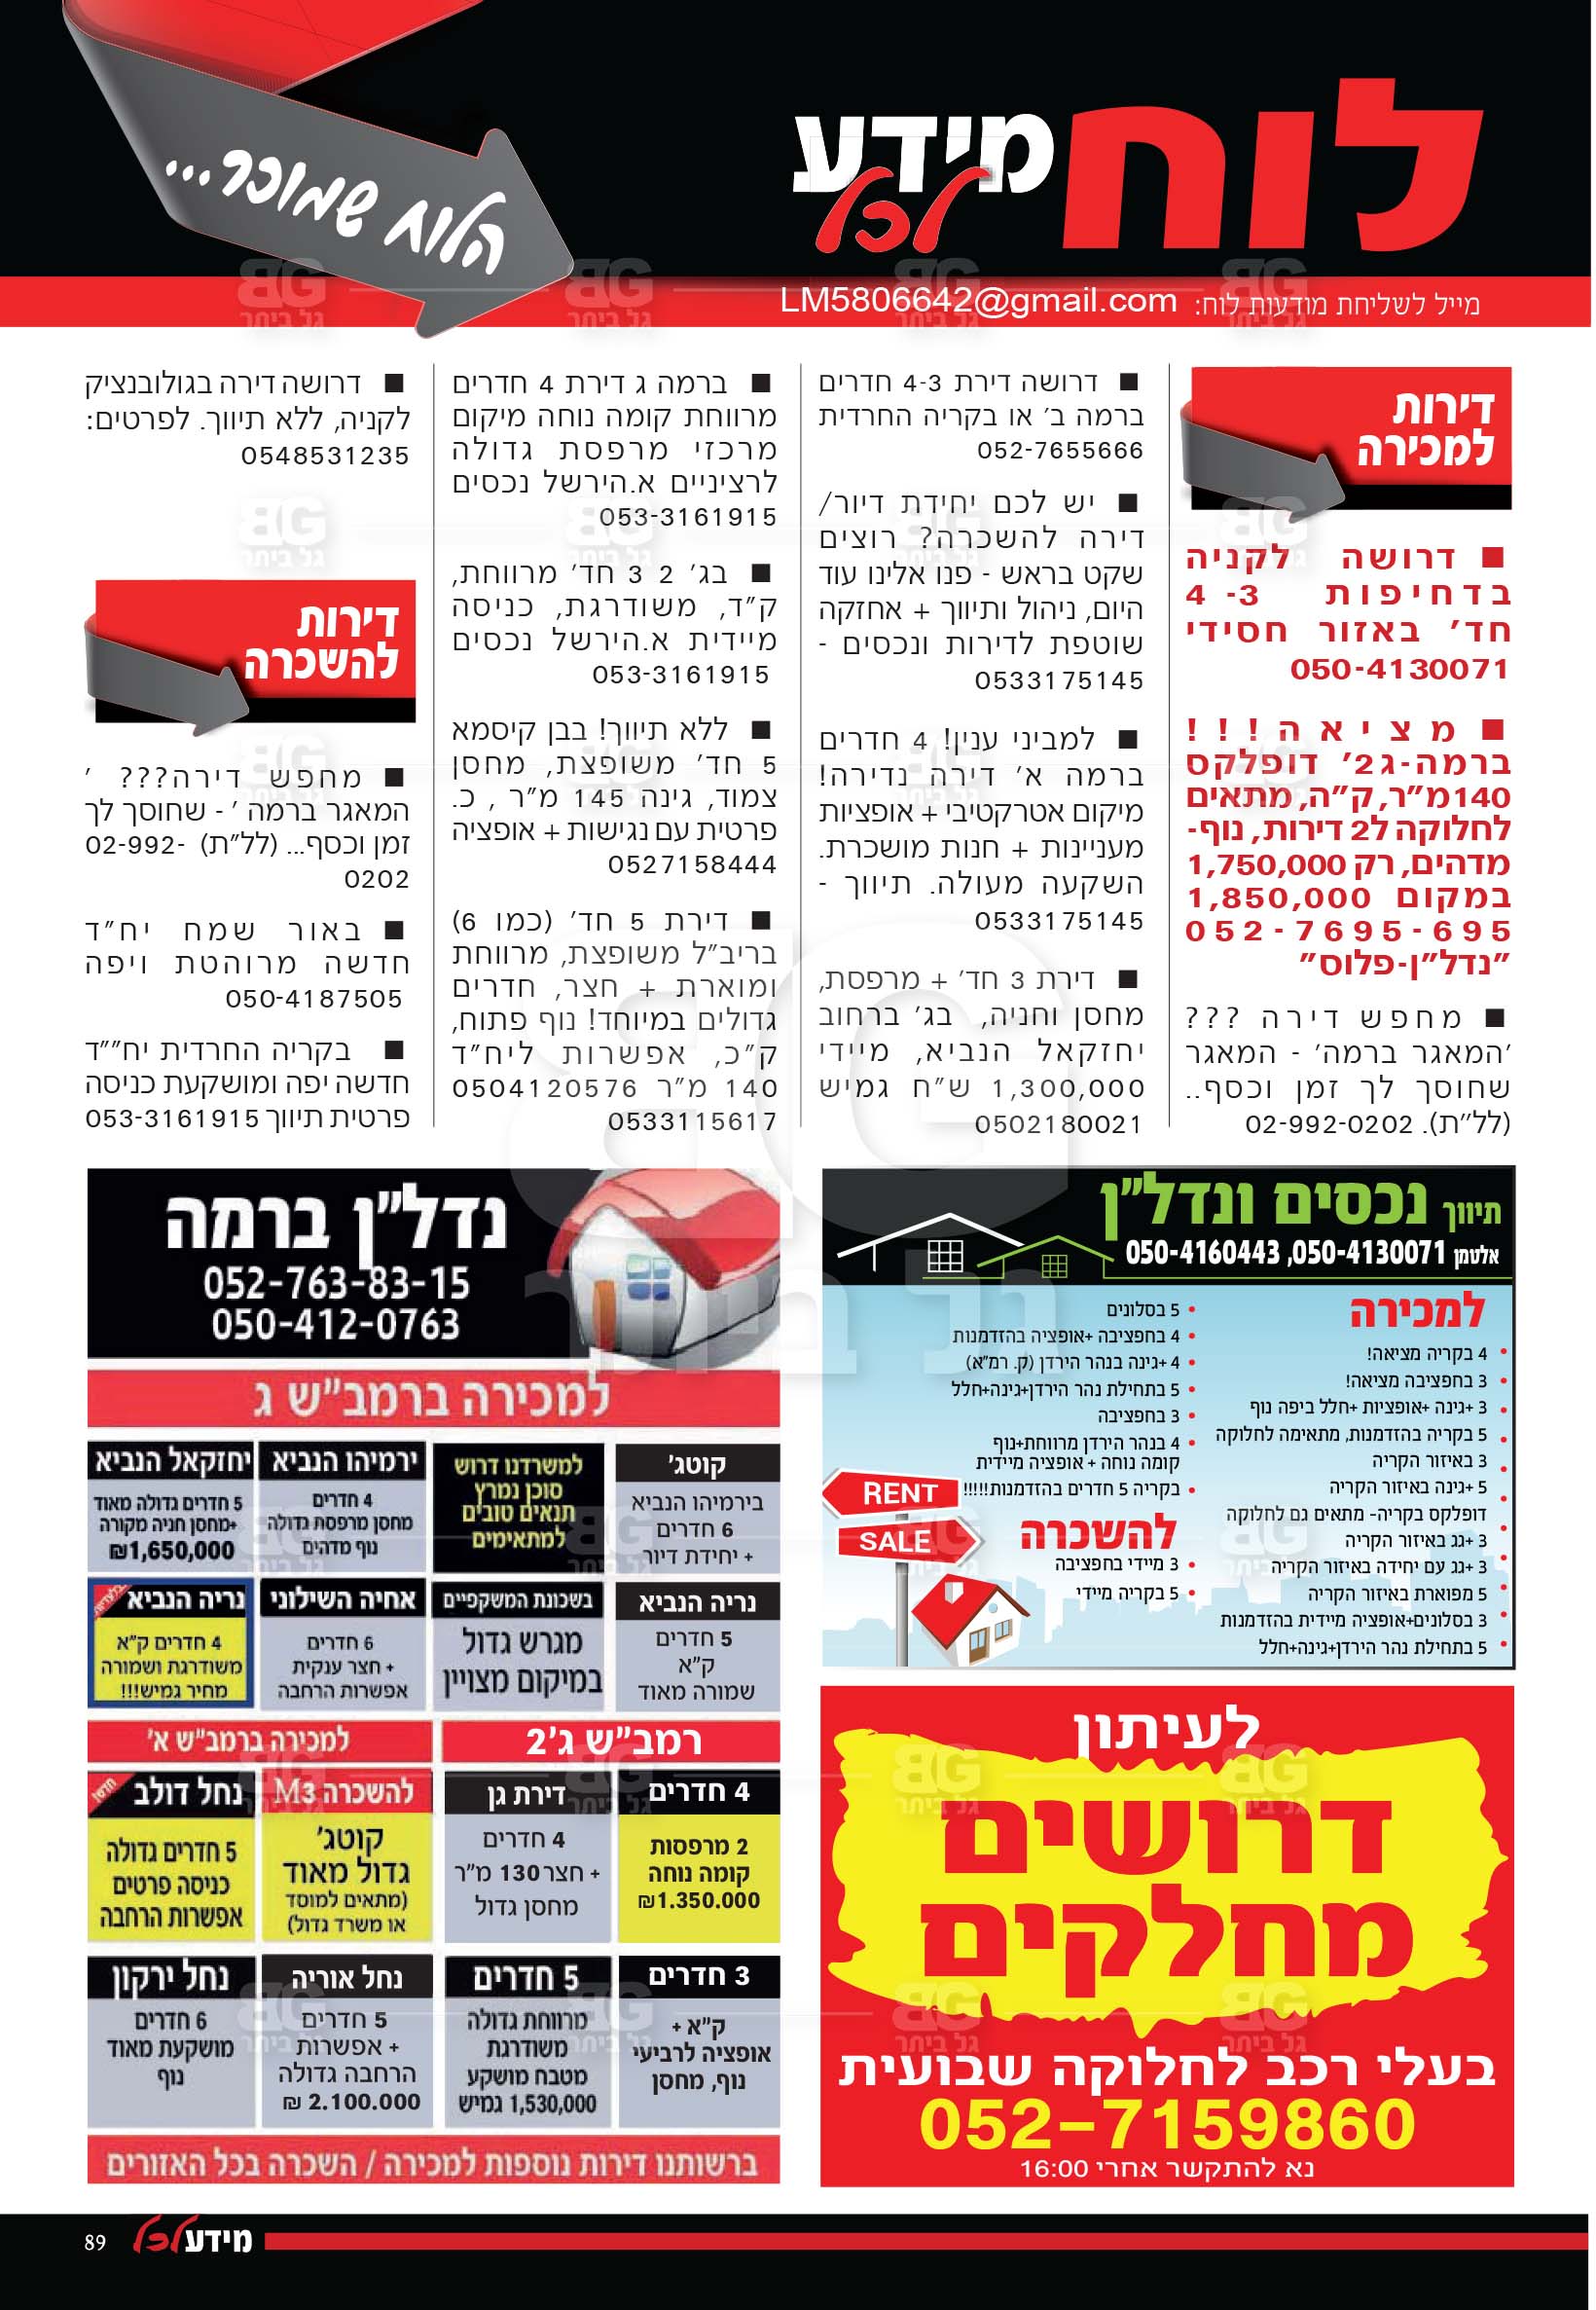 לוח
מידע
לכל
הלוח שמוכר...
מייל לשליחת מודעות לוח: LM5806642@gmail.com
דירות
למכירה
■ דרושה לקניה
בדחיפות 3- 4
חד' באזור חסידי
050-4130071
■ מציאה!!!
ברמה-ג2' דופלקס
140מ"ר, ק"ה, מתאים
לחלוקה ל2 דירות, נוף-
מדהים, רק 1,750,000
במקום 1,850,000
052-7695-695
"נדל"ן-פלוס"
■ מחפש דירה ???
'המאגר ברמה' - המאגר
שחוסך לך זמן וכסף..
(לל"ת). 02-992-0202
■ דרושה דירת 4-3 חדרים
ברמה ב' או בקריה החרדית
052-7655666
■ יש לכם יחידת דיור/
דירה להשכרה? רוצים
שקט בראש - פנו אלינו עוד
היום, ניהול ותיווך + אחזקה
שוטפת לדירות ונכסים -
0533175145
■ למביני ענין! 4 חדרים
ברמה א' דירה נדירה!
מיקום אטרקטיבי + אופציות
מעניינות + חנות מושכרת.
השקעה מעולה. תיווך -
0533175145
■ דירת 3 חד' + מרפסת,
מחסן וחניה, בג' ברחוב
יחזקאל הנביא, מיידי
1,300,000 ש"ח גמיש
0502180021
■ ברמה ג דירת 4 חדרים
מרווחת קומה נוחה מיקום
מרכזי מרפסת גדולה
לרציניים א.הירשל נכסים
053-3161915
■ בג' 2 3 חד' מרווחת,
ק"ד, משודרגת, כניסה
מיידית א.הירשל נכסים
053-3161915
■ ללא תיווך! בבן קיסמא
5 חד' משופצת, מחסן
צמוד, גינה 145 מ"ר , כ.
פרטית עם נגישות + אופציה
0527158444
■ דירת 5 חד' (כמו 6)
בריב"ל משופצת, מרווחת
ומוארת + חצר, חדרים
גדולים במיוחד! נוף פתוח,
ק"כ, אפשרות ליח"ד
140 מ"ר 0504120576
0533115617
■ דרושה דירה בגולובנציק
לקניה, ללא תיווך. לפרטים:
0548531235
דירות
להשכרה
■ מחפש דירה??? '
המאגר ברמה ' - שחוסך לך
זמן וכסף... (לל"ת) 02-992-
0202
■ באור שמח יח"ד
חדשה מרוהטת ויפה
050-4187505
■ בקריה החרדית יח""ד
חדשה יפה ומושקעת כניסה
פרטית תיווך 053-3161915
תיווך נכסים ונדל"ן
אלטמן 050-4160443 ,050-4130071
למכירה
• 4 בקריה מציאה!
• 3 בחפציבה מציאה!
• 3 +גינה +אופציות +חלל ביפה נוף
• 5 בקריה בהזדמנות, מתאימה לחלוקה
• 3 באיזור הקריה
• 5 +גינה באיזור הקריה
• דופלקס בקריה- מתאים גם לחלוקה
• 3 +גג באיזור הקריה
• 3 +גג עם יחידה באיזור הקריה
• 5 מפוארת באיזור הקריה
• 3 בסלונים+אופציה מיידית בהזדמנות
• 5 בתחילת נהר הירדן+גינה+חלל
• 5 בסלונים
• 4 בחפציבה +אופציה בהזדמנות
• 4 +גינה בנהר הירדן (ק. רמ"א)
• 5 בתחילת נהר הירדן+גינה+חלל
• 3 בחפציבה
• 4 בנהר הירדן מרווחת+נוף
קומה נוחה + אופציה מיידית
• בקריה 5 חדרים בהזדמנות!!!!!
להשכרה
• 3 מיידי בחפציבה
• 5 בקריה מיידי
RENT
SALE
לעיתון
דרושים
מחלקים
בעלי רכב לחלוקה שבועית
052-7159860
נא להתקשר אחרי 16:00
נדל"ן ברמה
052-763-83-15
050-412-0763
למכירה ברמב"ש ג
קוטג'
בירמיהו הנביא
6 חדרים
+ יחידת דיור
למשרדנו דרוש
סוכן נמרץ
תנאים טובים
למתאימים
ירמיהו הנביא
4 חדרים
מחסן מרפסת גדולה
נוף מדהים
יחזקאל הנביא
5 חדרים גדולה מאוד
+מחסן חניה מקורה
₪1,650,000
נריה הנביא
5 חדרים
ק"א
שמורה מאוד
בשכונת המשקפיים
מגרש גדול
במיקום מצויין
אחיה השילוני
6 חדרים
+ חצר ענקית
אפשרות הרחבה
נריה הנביא
בלעדיות
4 חדרים ק"א
משודרגת ושמורה
מחיר גמיש!!!
רמב"ש ג'2
4 חדרים
2 מרפסות
קומה נוחה
₪1.350.000
דירת גן
4 חדרים
+ חצר 130 מ"ר
מחסן גדול
3 חדרים
ק"א +
אופציה לרביעי
נוף, מחסן
5 חדרים
מרווחת גדולה
משודרגת
מטבח מושקע
1,530,000 גמיש
למכירה ברמב"ש א'
להשכרה M3
קוטג'
גדול מאוד
(מתאים למוסד
או משרד גדול)
נחל דולב
חדש!
5 חדרים גדולה
כניסה פרטים
אפשרות הרחבה
נחל אוריה
5 חדרים
+ אפשרות
הרחבה גדולה
₪ 2.100.000
נחל ירקון
6 חדרים
מושקעת מאוד
נוף
ברשותנו דירות נוספות למכירה / השכרה בכל האזורים
מידע לכל
89
BG
גל ביתר